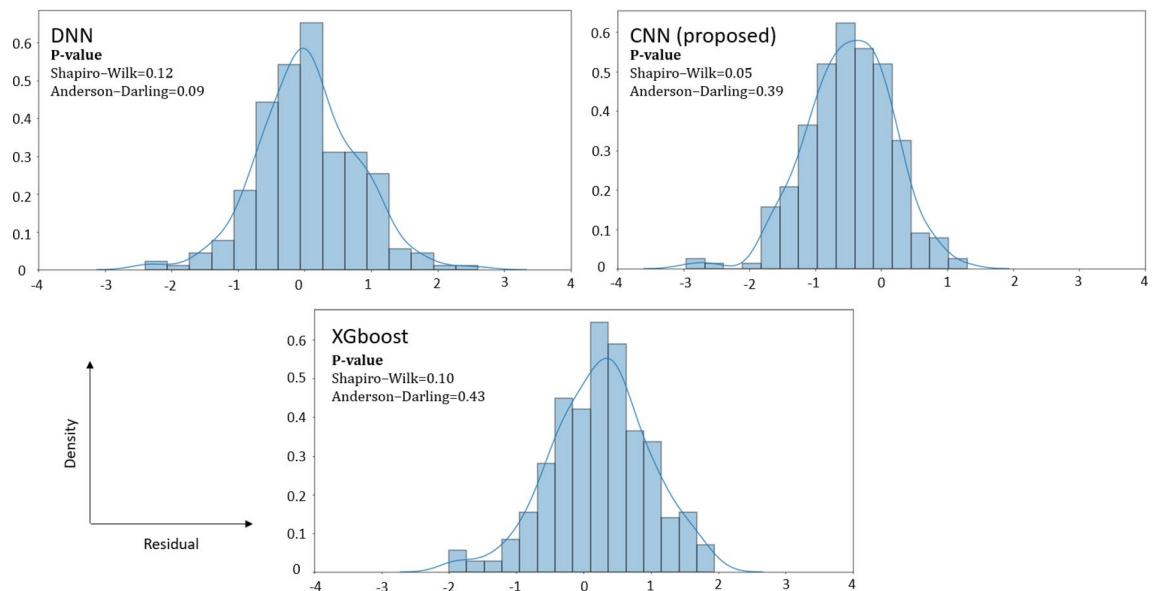 DNN
P-value
Shapiro–Wilk=0.12
Anderson–Darling=0.09
0.6
0.5
0.4
0.3
0.2
0.1
0
-4 -3 -2 -1 0 1 2 3 4
CNN (proposed)
P-value
Shapiro–Wilk=0.05
Anderson–Darling=0.39
0.6
0.5
0.4
0.3
0.2
0.1
0
-4 -3 -2 -1 0 1 2 3 4
XGboost
P-value
Shapiro–Wilk=0.10
Anderson–Darling=0.43
0.6
0.5
0.4
0.3
0.2
0.1
0
-4 -3 -2 -1 0 1 2 3 4
Density
Residual